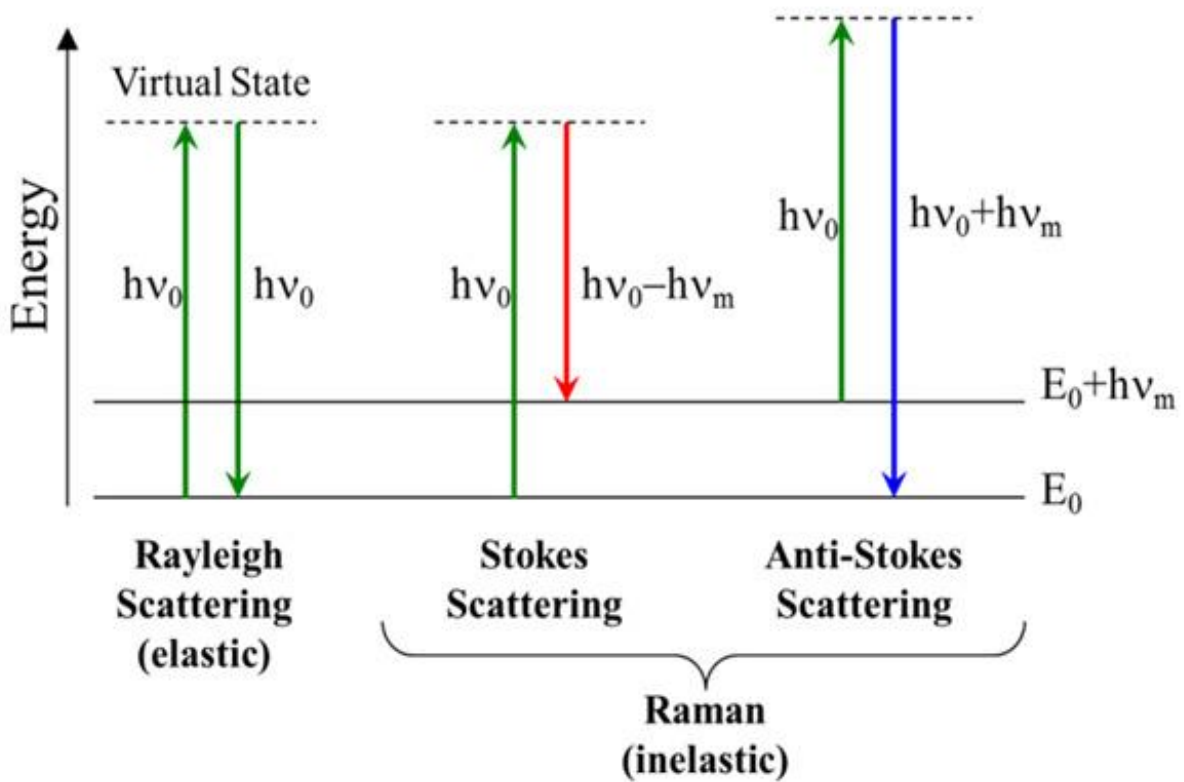 Energy
Virtual State
hν₀
hν₀
hν₀
hν₀–hνₘ
hν₀
hν₀+hνₘ
E₀+hνₘ
E₀
Rayleigh
Scattering
(elastic)
Stokes
Scattering
Anti-Stokes
Scattering
Raman
(inelastic)